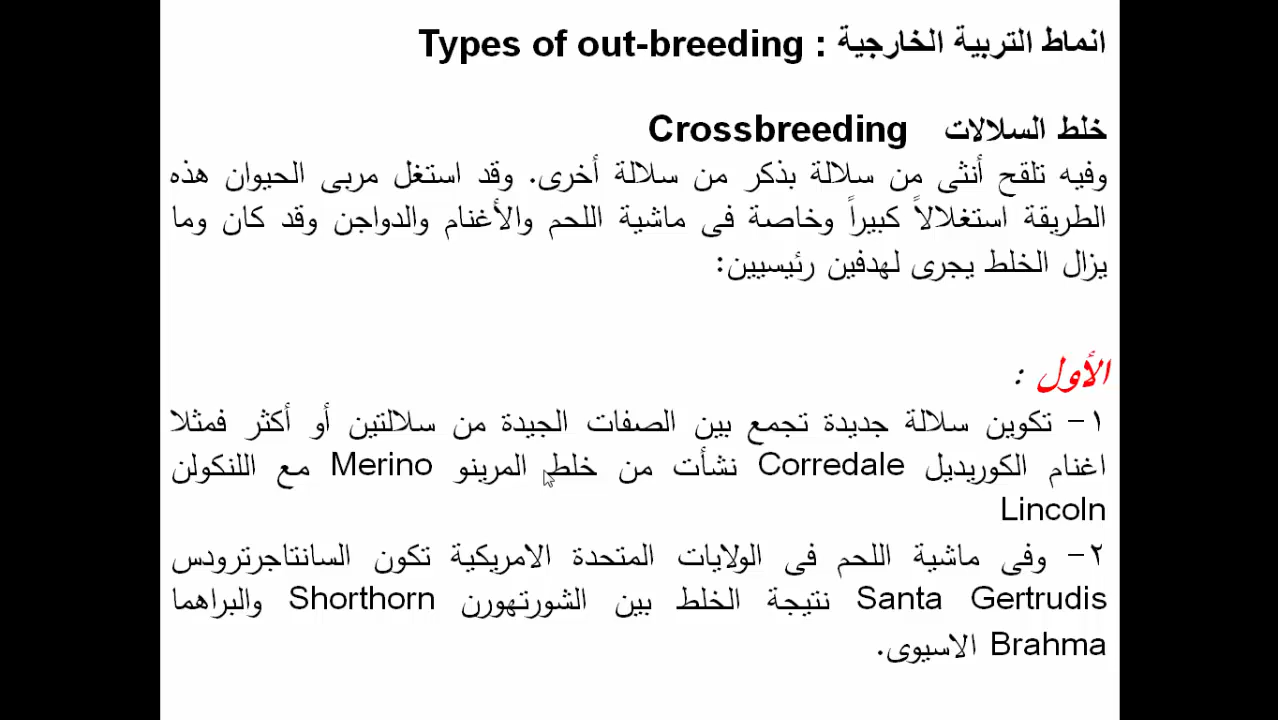 انماط التربية الخارجية : Types of out-breeding
خلط السلالات Crossbreeding
وفيه تلقح أنثى من سلالة بذكر من سلالة أخرى. وقد استغل مربى الحيوان هذه
الطريقة استغلالاً كبيراً وخاصة فى ماشية اللحم والأغنام والدواجن وقد كان وما
يزال الخلط يجرى لهدفين رئيسيين:
الأول :
١- تكوين سلالة جديدة تجمع بين الصفات الجيدة من سلالتين أو أكثر فمثلا
اغنام الكوريديل Corredale نشأت من خلط المرينو Merino مع اللنكولن
Lincoln
٢- وفى ماشية اللحم فى الولايات المتحدة الامريكية تكون السانتاجرترودس
Santa Gertrudis نتيجة الخلط بين الشورتهورن Shorthorn والبراهما
Brahma الاسيوى.